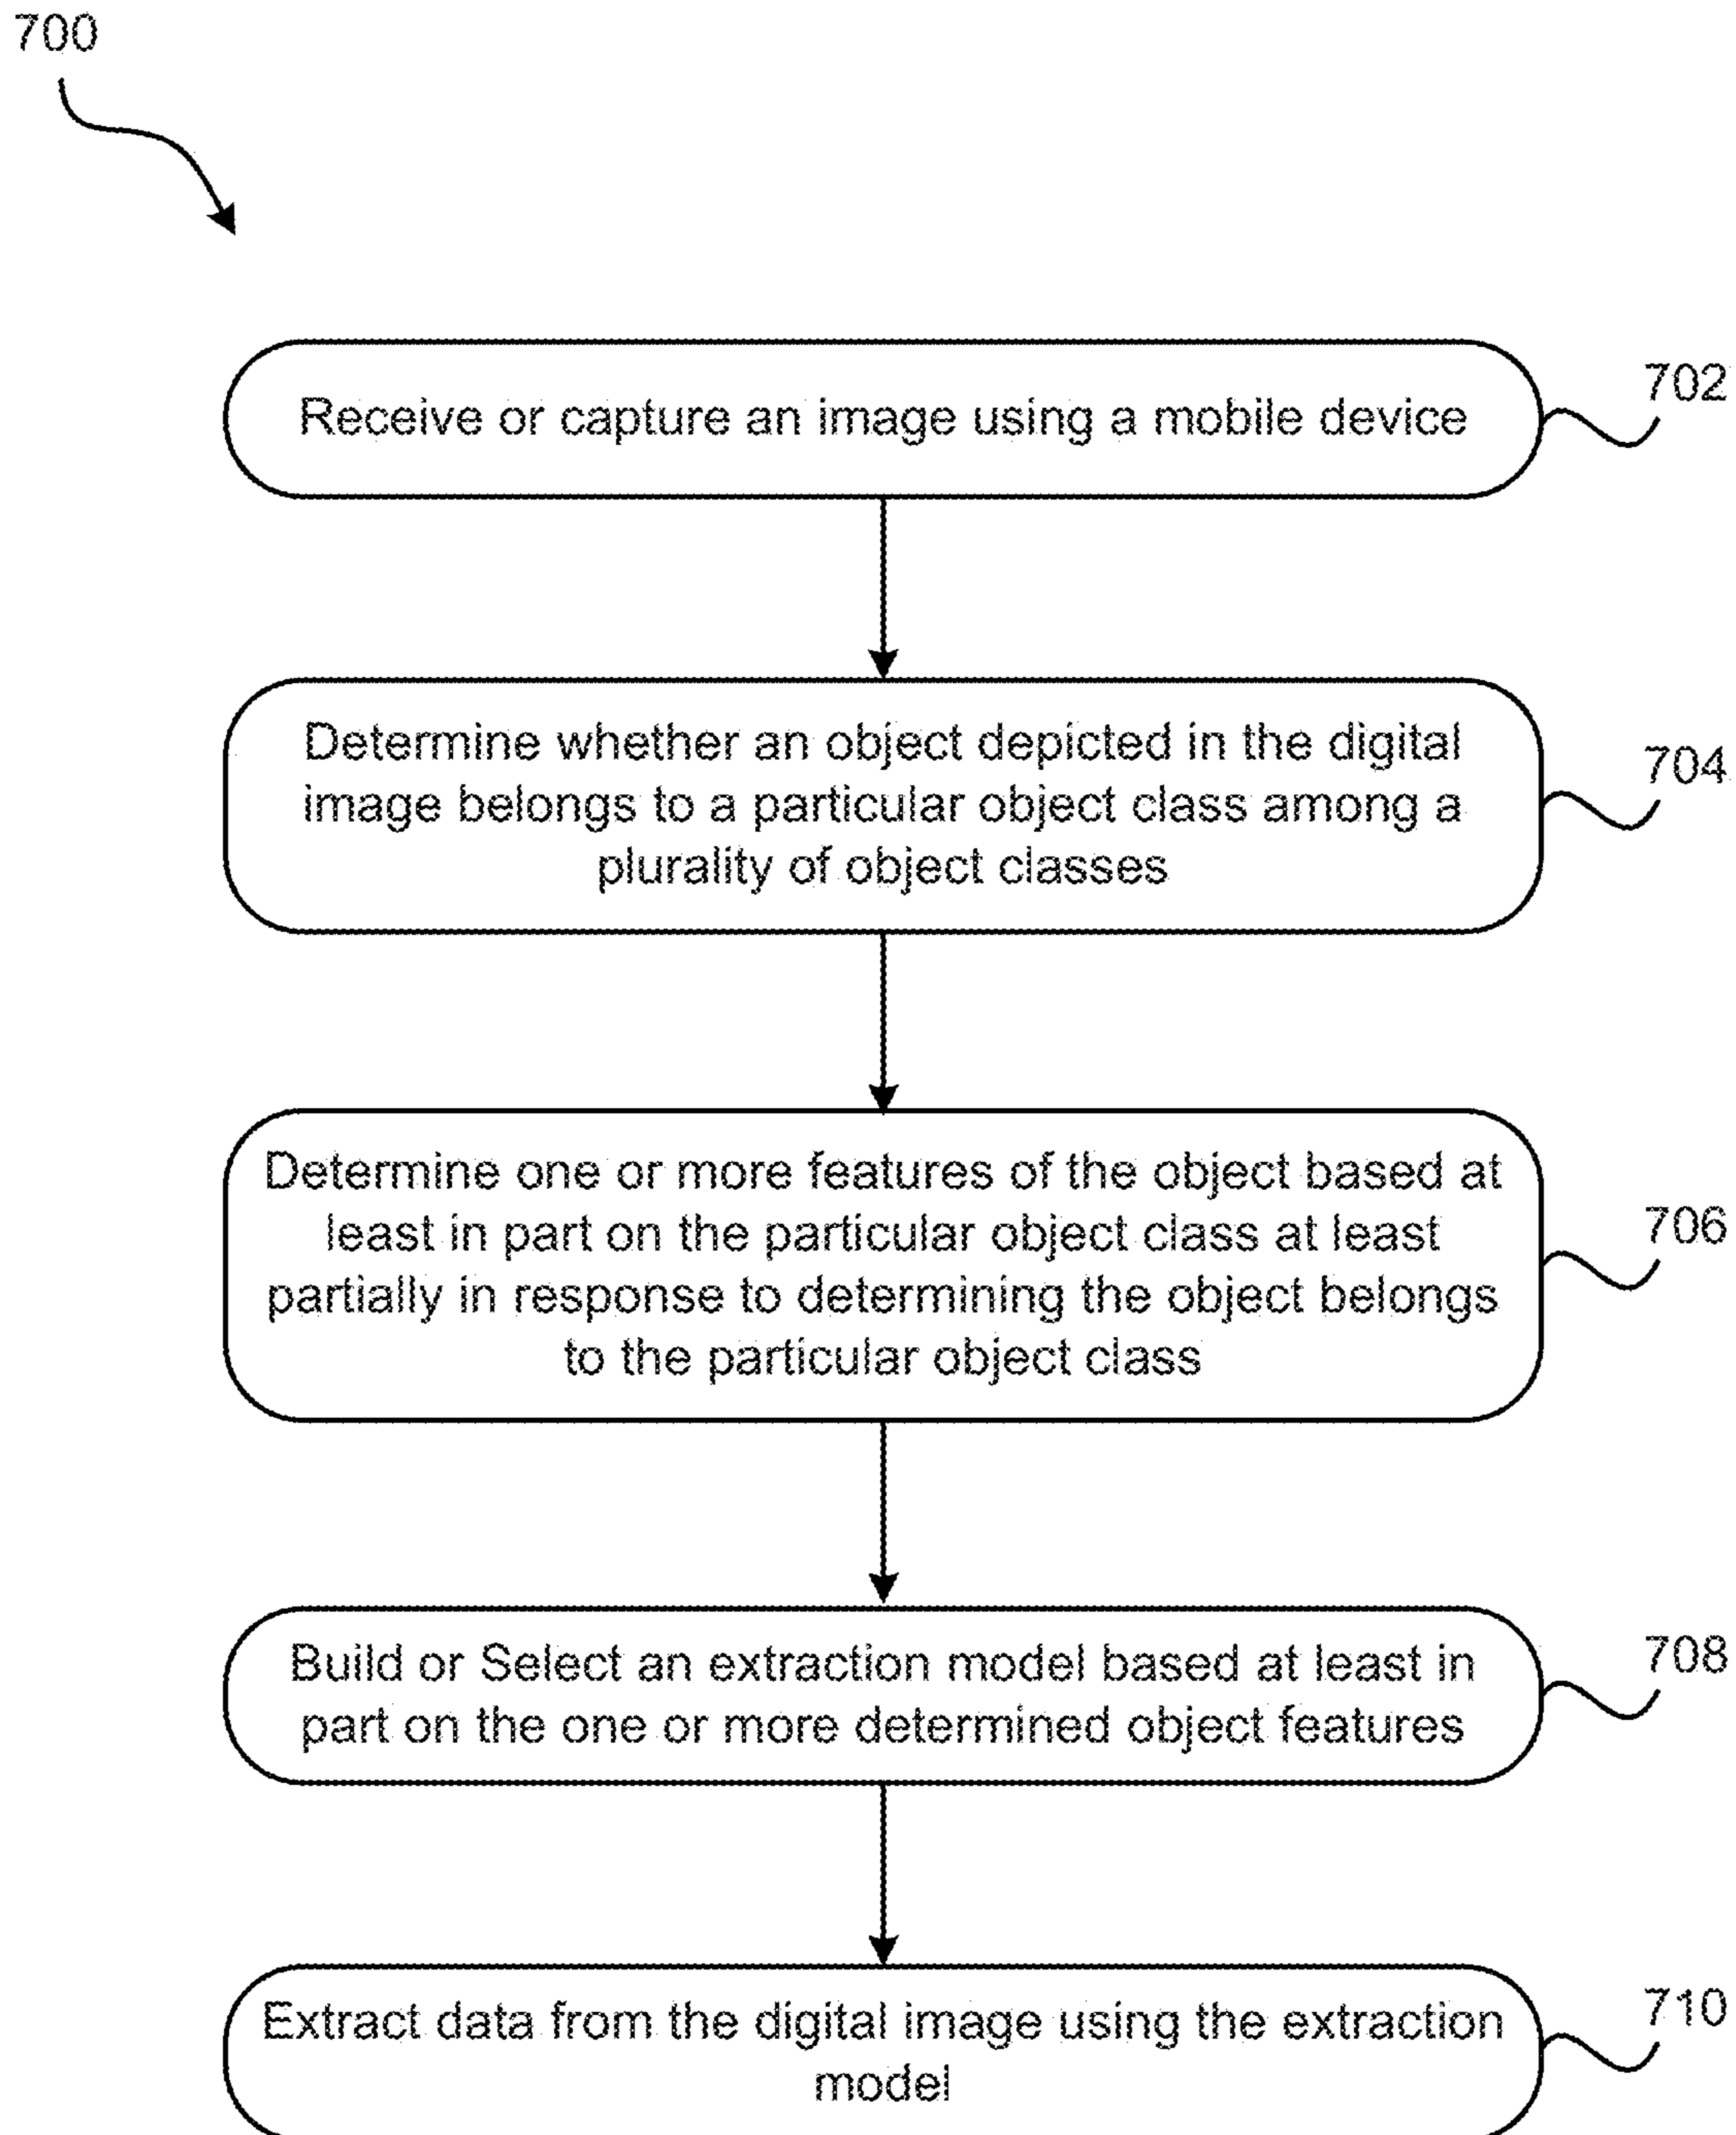 700
Receive or capture an image using a mobile device
702
Determine whether an object depicted in the digital
image belongs to a particular object class among a
plurality of object classes
704
Determine one or more features of the object based at
least in part on the particular object class at least
partially in response to determining the object belongs
to the particular object class
706
Build or Select an extraction model based at least in
part on the one or more determined object features
708
Extract data from the digital image using the extraction
model
710